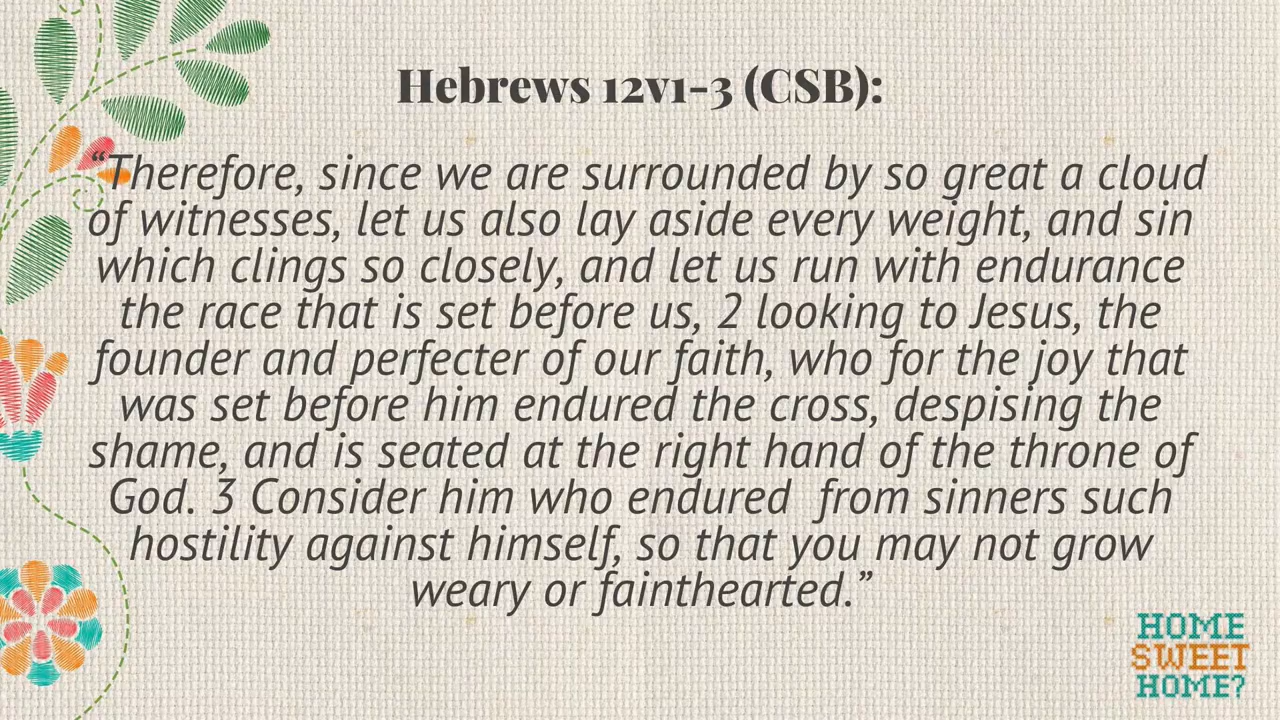 Hebrews 12v1-3 (CSB):
“Therefore, since we are surrounded by so great a cloud
of witnesses, let us also lay aside every weight, and sin
which clings so closely, and let us run with endurance
the race that is set before us, 2 looking to Jesus, the
founder and perfecter of our faith, who for the joy that
was set before him endured the cross, despising the
shame, and is seated at the right hand of the throne of
God. 3 Consider him who endured  from sinners such
hostility against himself, so that you may not grow
weary or fainthearted.”
HOME
SWEET
HOME?